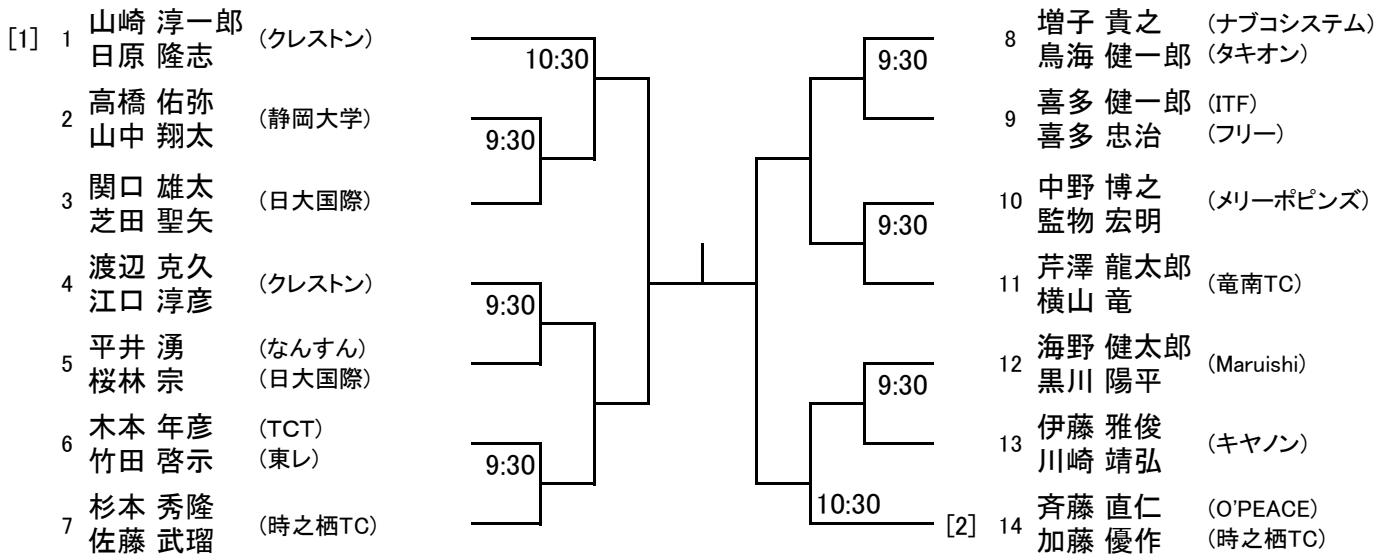 [1] 1 山崎 淳一郎 (クレストン)
日原 隆志
10:30
2 高橋 佑弥 (静岡大学)
山中 翔太
9:30
3 関口 雄太 (日大国際)
芝田 聖矢
4 渡辺 克久 (クレストン)
江口 淳彦
9:30
5 平井 湧 (なんすん)
桜林 宗 (日大国際)
6 木本 年彦 (TCT)
竹田 啓示 (東レ)
9:30
7 杉本 秀隆 (時之栖TC)
佐藤 武瑠
8 増子 貴之 (ナブコシステム)
鳥海 健一郎 (タキオン)
9:30
9 喜多 健一郎 (ITF)
喜多 忠治 (フリー)
10 中野 博之 (メリーポピンズ)
監物 宏明
9:30
11 芹澤 龍太郎 (竜南TC)
横山 竜
12 海野 健太郎 (Maruishi)
黒川 陽平
9:30
13 伊藤 雅俊 (キヤノン)
川崎 靖弘
10:30
[2] 14 斉藤 直仁 (O'PEACE)
加藤 優作 (時之栖TC)